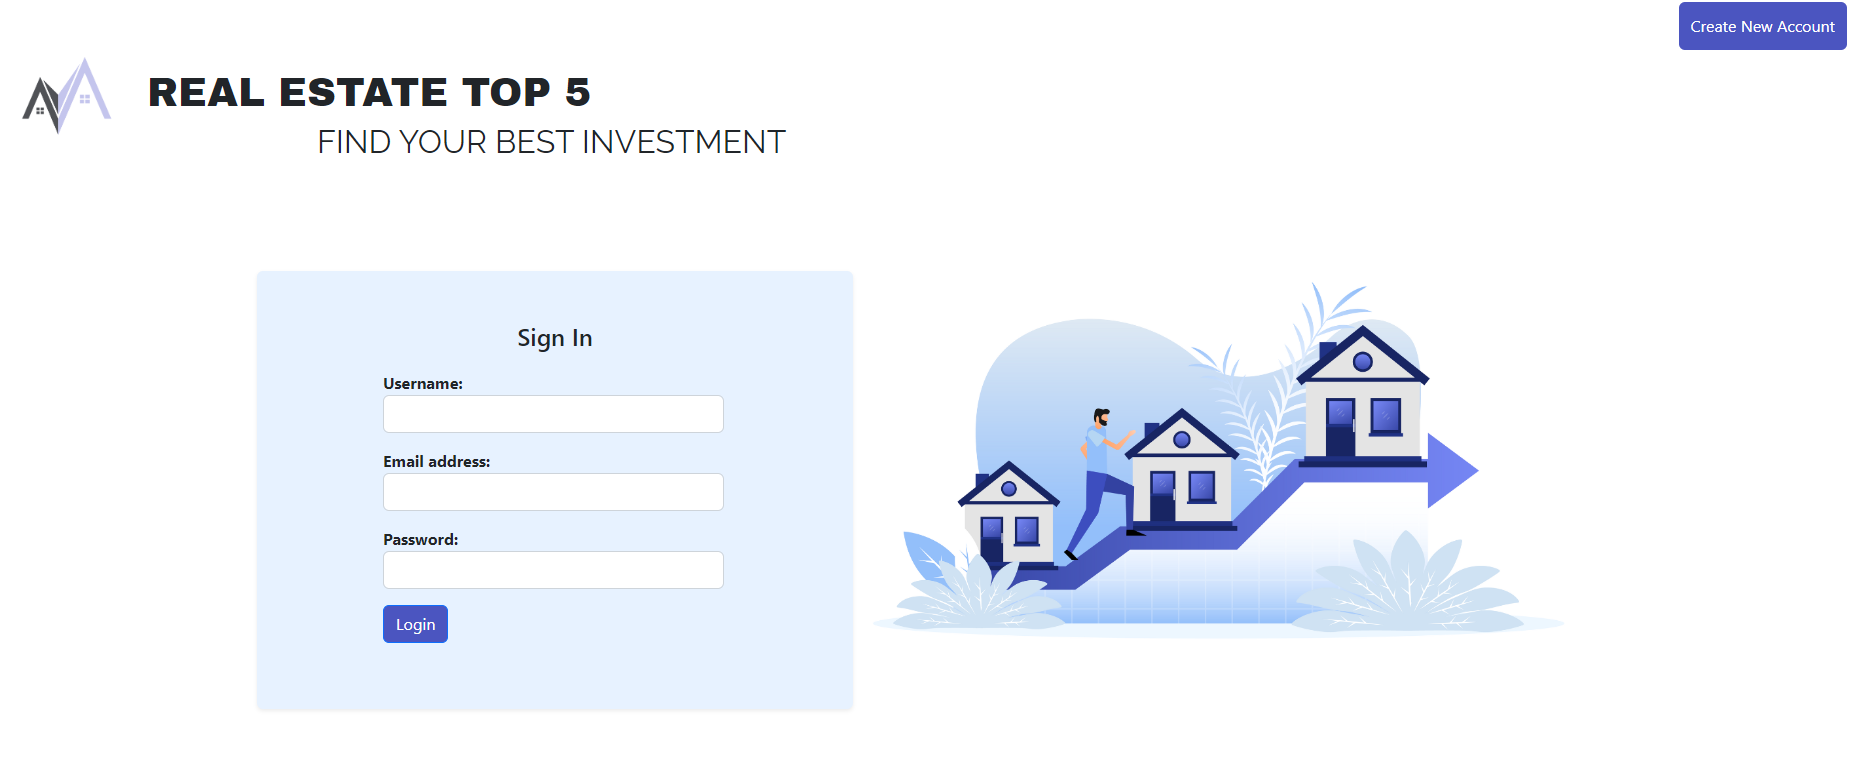 Create New Account
REAL ESTATE TOP 5
FIND YOUR BEST INVESTMENT
Sign In
Username:
Email address:
Password:
Login